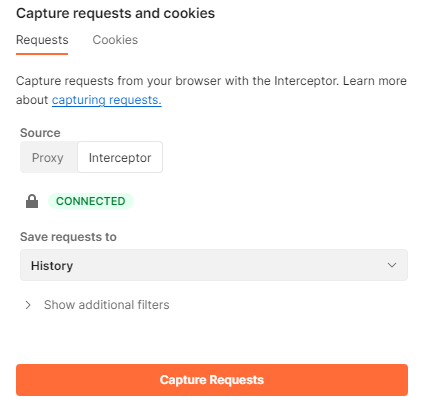 Capture requests and cookies
Requests Cookies
Capture requests from your browser with the Interceptor. Learn more
about capturing requests.
Source
Proxy Interceptor
CONNECTED
Save requests to
History
Show additional filters
Capture Requests